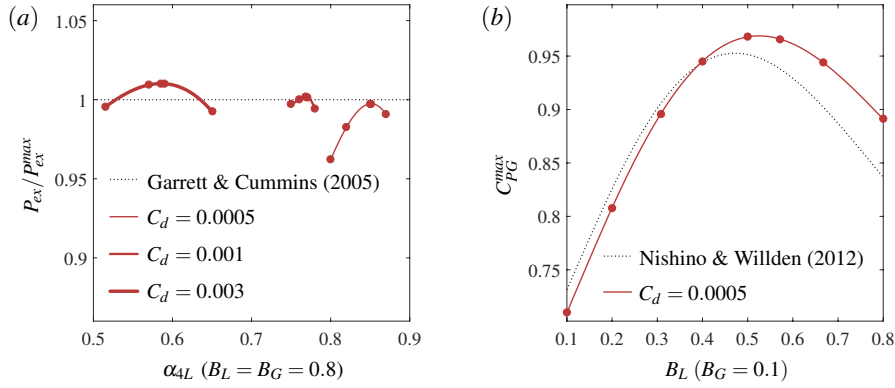 (a)
P_ex/P_ex^max
1.05
1
0.95
0.9
Garrett & Cummins (2005)
C_d = 0.0005
C_d = 0.001
C_d = 0.003
0.5 0.6 0.7 0.8 0.9
α_4L (B_L = B_G = 0.8)
(b)
C_PG^max
0.95
0.9
0.85
0.8
0.75
Nishino & Willden (2012)
C_d = 0.0005
0.1 0.2 0.3 0.4 0.5 0.6 0.7 0.8
B_L (B_G = 0.1)